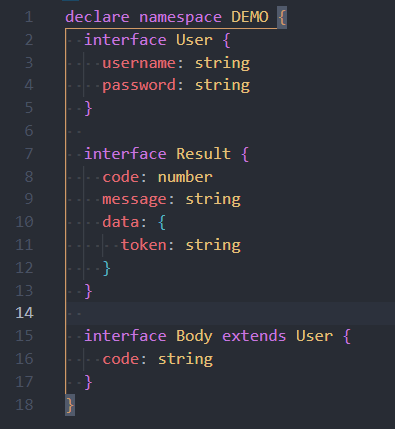 1 declare namespace DEMO {
2   interface User {
3     username: string
4     password: string
5   }
6
7   interface Result {
8     code: number
9     message: string
10     data: {
11       token: string
12     }
13   }
14
15   interface Body extends User {
16     code: string
17   }
18 }